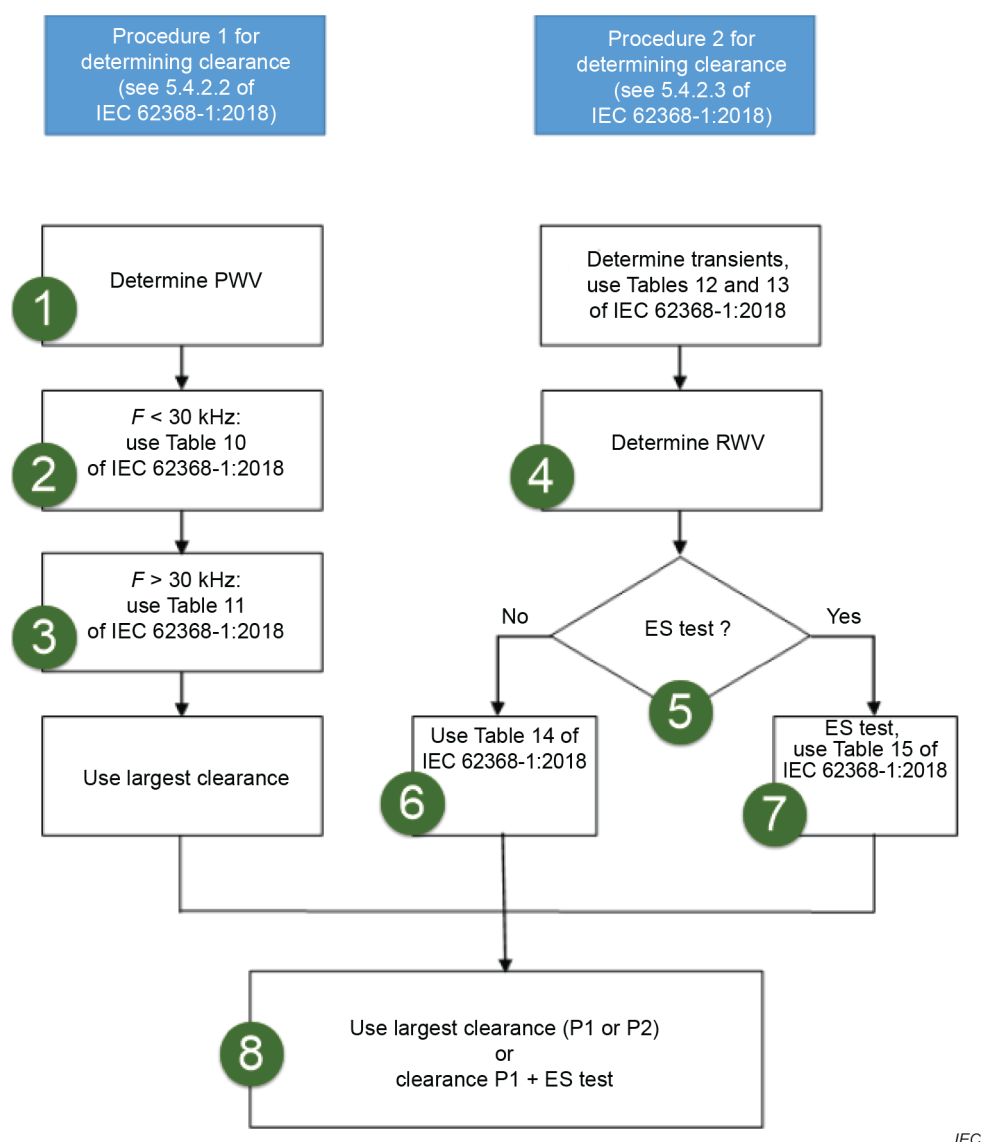 Procedure 1 for
determining clearance
(see 5.4.2.2 of
IEC 62368-1:2018)
Procedure 2 for
determining clearance
(see 5.4.2.3 of
IEC 62368-1:2018)
Determine PWV
1
F < 30 kHz:
use Table 10
of IEC 62368-1:2018
2
F > 30 kHz:
use Table 11
of IEC 62368-1:2018
3
Use largest clearance
Determine transients,
use Tables 12 and 13
of IEC 62368-1:2018
Determine RWV
4
ES test ?
No
Yes
5
Use Table 14 of
IEC 62368-1:2018
6
ES test,
use Table 15 of
IEC 62368-1:2018
7
Use largest clearance (P1 or P2)
or
clearance P1 + ES test
8
IEC